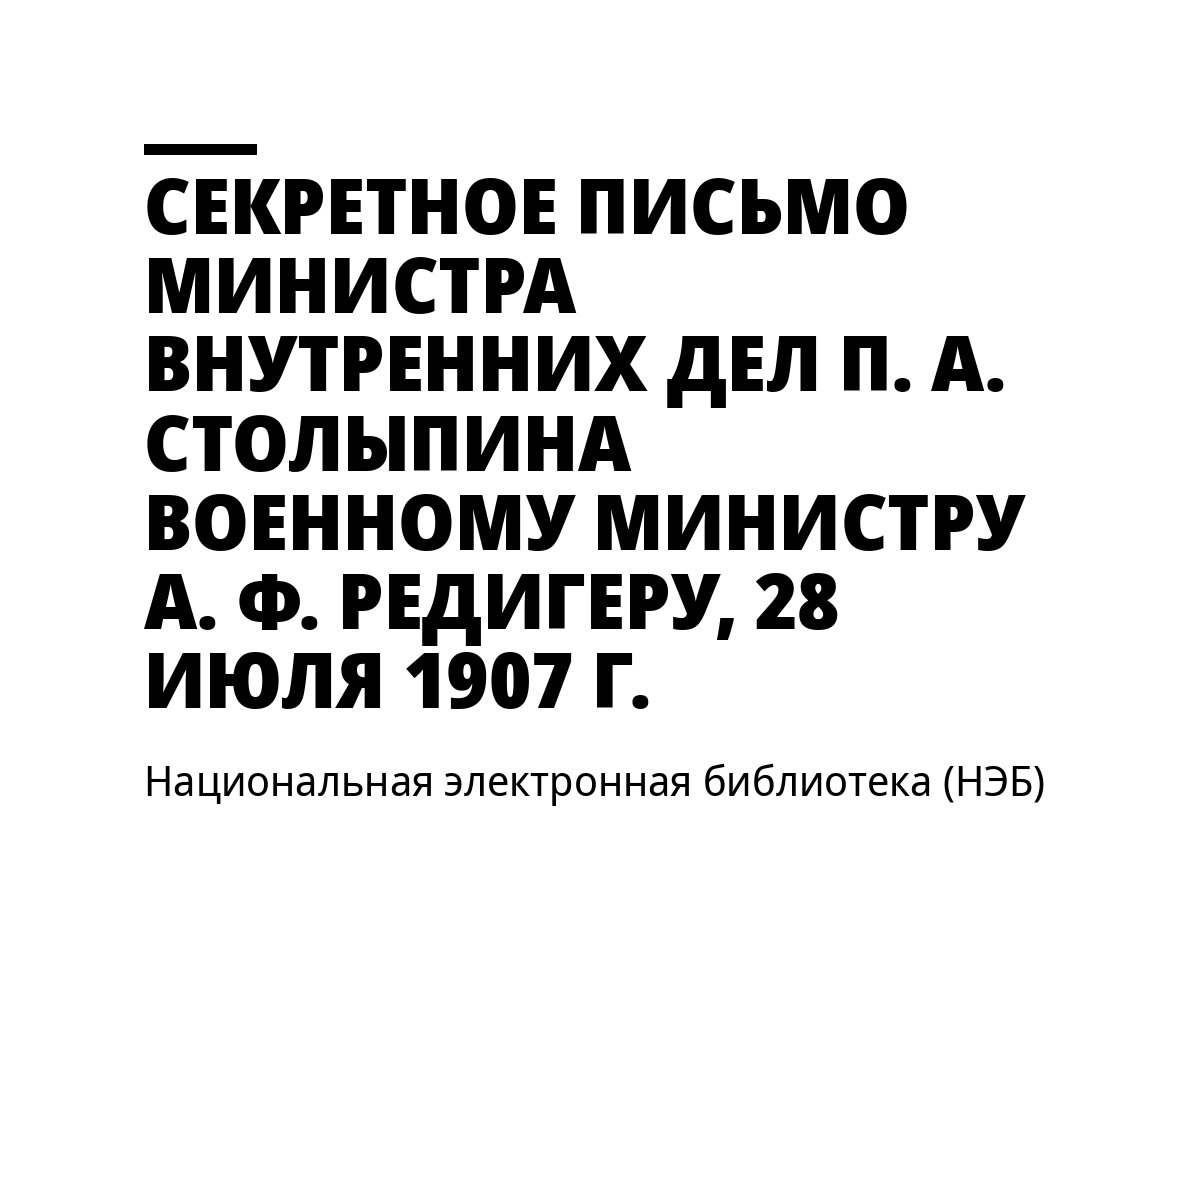 СЕКРЕТНОЕ ПИСЬМО
МИНИСТРА
ВНУТРЕННИХ ДЕЛ П. А.
СТОЛЫПИНА
ВОЕННОМУ МИНИСТРУ
А. Ф. РЕДИГЕРУ, 28
ИЮЛЯ 1907 Г.
Национальная электронная библиотека (НЭБ)